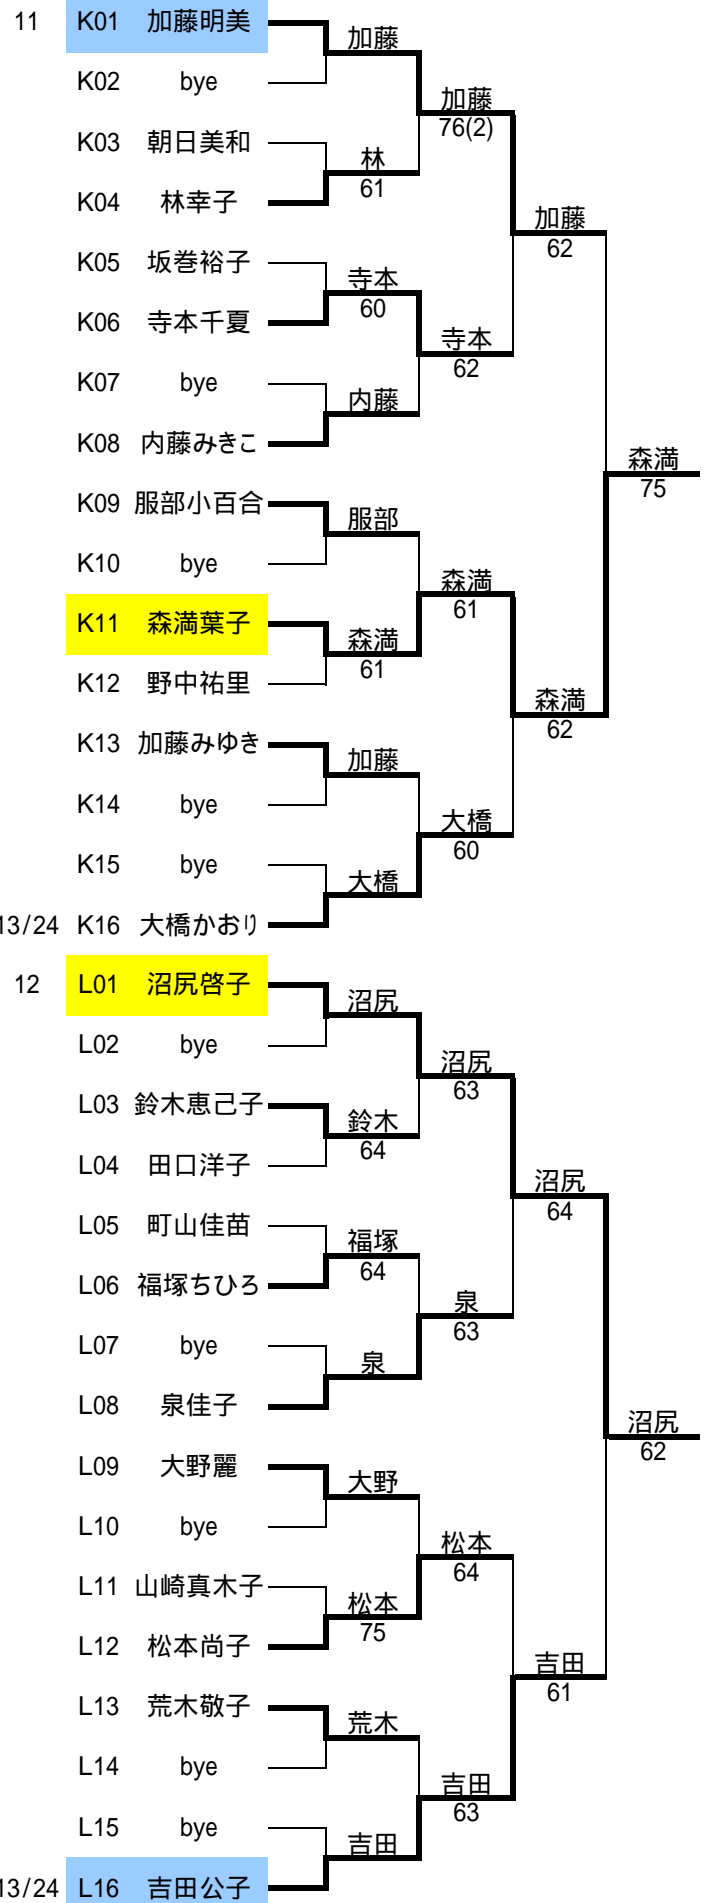 11 K01 加藤明美
加藤
K02 bye
加藤
76(2)
K03 朝日美和
林
61
K04 林幸子
加藤
62
K05 坂巻裕子
寺本
60
K06 寺本千夏
寺本
62
K07 bye
内藤
K08 内藤みきこ
森満
75
K09 服部小百合
服部
K10 bye
森満
61
K11 森満葉子
森満
61
K12 野中祐里
森満
62
K13 加藤みゆき
加藤
K14 bye
大橋
60
K15 bye
大橋
13/24 K16 大橋かおり
12 L01 沼尻啓子
沼尻
L02 bye
沼尻
63
L03 鈴木恵己子
鈴木
64
L04 田口洋子
沼尻
64
L05 町山佳苗
福塚
64
L06 福塚ちひろ
泉
63
L07 bye
泉
L08 泉佳子
沼尻
62
L09 大野麗
大野
L10 bye
松本
64
L11 山崎真木子
松本
75
L12 松本尚子
吉田
61
L13 荒木敬子
荒木
L14 bye
吉田
63
L15 bye
吉田
13/24 L16 吉田公子